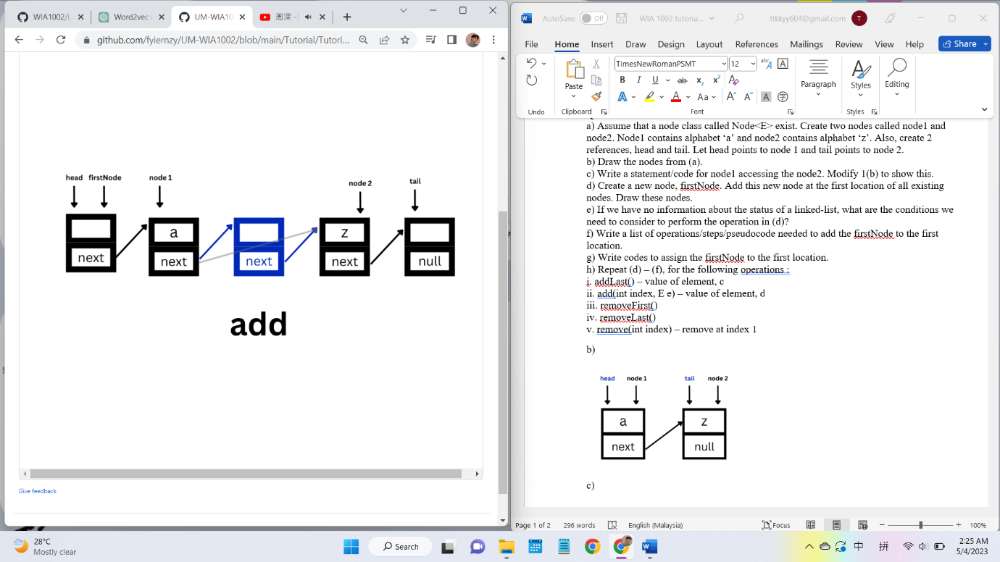 WIA1002/L
Word2vec i
UM-WIA10
周深 -
github.com/fyiernzy/UM-WIA1002/blob/main/Tutorial/Tutori...
head firstNode
node 1
node 2
tail
a
z
next
next
next
next
null
add
Give feedback
AutoSave
Off
WIA 1002 tutoria...
ttkkyy604@gmail.com
T
File
Home
Insert
Draw
Design
Layout
References
Mailings
Review
View
Help
Share
Paste
TimesNewRomanPSMT
12
Paragraph
Styles
Editing
Undo
Clipboard
Font
Styles
a) Assume that a node class called Node<E> exist. Create two nodes called node1 and
node2. Node1 contains alphabet ‘a’ and node2 contains alphabet ‘z’. Also, create 2
references, head and tail. Let head points to node 1 and tail points to node 2.
b) Draw the nodes from (a).
c) Write a statement/code for node1 accessing the node2. Modify 1(b) to show this.
d) Create a new node, firstNode. Add this new node at the first location of all existing
nodes. Draw these nodes.
e) If we have no information about the status of a linked-list, what are the conditions we
need to consider to perform the operation in (d)?
f) Write a list of operations/steps/pseudocode needed to add the firstNode to the first
location.
g) Write codes to assign the firstNode to the first location.
h) Repeat (d) – (f), for the following operations :
i. addLast() – value of element, c
ii. add(int index, E e) – value of element, d
iii. removeFirst()
iv. removeLast()
v. remove(int index) – remove at index 1
b)
head
node 1
tail
node 2
a
z
next
null
c)
Page 1 of 2
296 words
English (Malaysia)
Focus
100%
28°C
Mostly clear
Search
中
拼
2:25 AM
5/4/2023